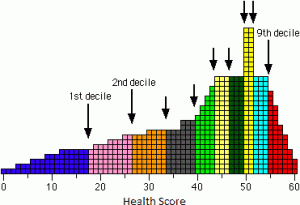 9th decile
2nd decile
1st decile
0 10 20 30 40 50 60
Health Score